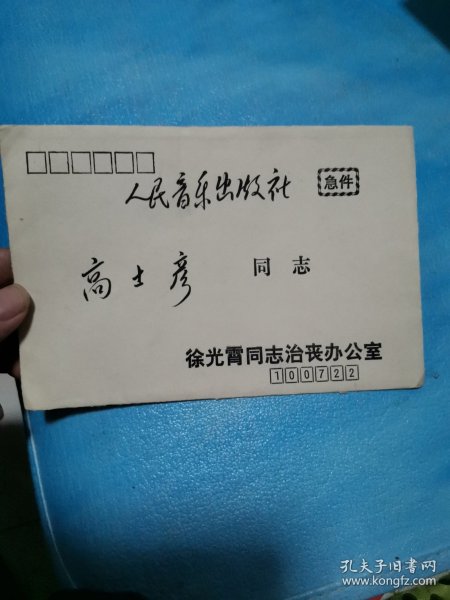 人民音乐出版社 急件
高士彦 同志
徐光霄同志治丧办公室
100722
孔夫子旧书网
www.kongfz.com